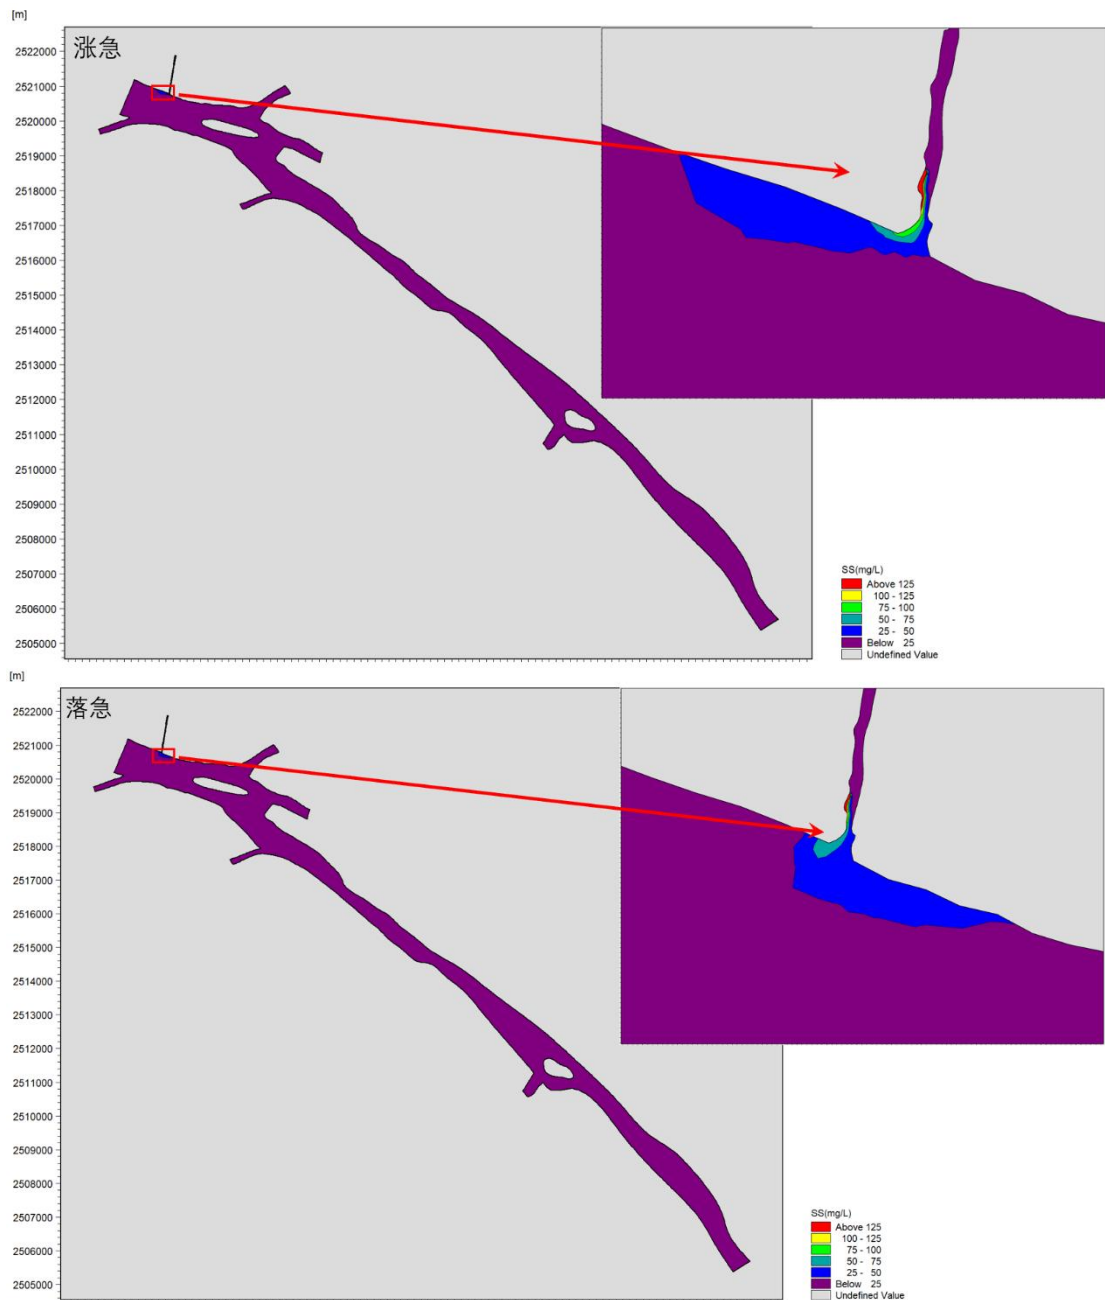 [m]
涨急
2522000
2521000
2520000
2519000
2518000
2517000
2516000
2515000
2514000
2513000
2512000
2511000
2510000
2509000
2508000
2507000
2506000
2505000
SS(mg/L)
Above 125
100 - 125
75 - 100
50 - 75
25 - 50
Below 25
Undefined Value
[m]
落急
2522000
2521000
2520000
2519000
2518000
2517000
2516000
2515000
2514000
2513000
2512000
2511000
2510000
2509000
2508000
2507000
2506000
2505000
SS(mg/L)
Above 125
100 - 125
75 - 100
50 - 75
25 - 50
Below 25
Undefined Value